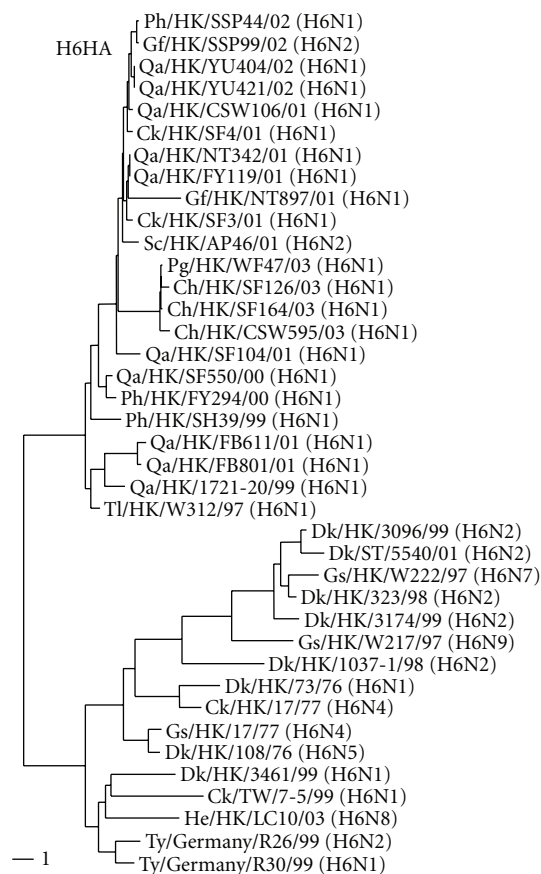 Ph/HK/SSP44/02 (H6N1)
H6HA
Gf/HK/SSP99/02 (H6N2)
Qa/HK/YU404/02 (H6N1)
Qa/HK/YU421/02 (H6N1)
Qa/HK/CSW106/01 (H6N1)
Ck/HK/SF4/01 (H6N1)
Qa/HK/NT342/01 (H6N1)
Qa/HK/FY119/01 (H6N1)
Gf/HK/NT897/01 (H6N1)
Ck/HK/SF3/01 (H6N1)
Sc/HK/AP46/01 (H6N2)
Pg/HK/WF47/03 (H6N1)
Ch/HK/SF126/03 (H6N1)
Ch/HK/SF164/03 (H6N1)
Ch/HK/CSW595/03 (H6N1)
Qa/HK/SF104/01 (H6N1)
Qa/HK/SF550/00 (H6N1)
Ph/HK/FY294/00 (H6N1)
Ph/HK/SH39/99 (H6N1)
Qa/HK/FB611/01 (H6N1)
Qa/HK/FB801/01 (H6N1)
Qa/HK/1721-20/99 (H6N1)
Tl/HK/W312/97 (H6N1)
Dk/HK/3096/99 (H6N2)
Dk/ST/5540/01 (H6N2)
Gs/HK/W222/97 (H6N7)
Dk/HK/323/98 (H6N2)
Dk/HK/3174/99 (H6N2)
Gs/HK/W217/97 (H6N9)
Dk/HK/1037-1/98 (H6N2)
Dk/HK/73/76 (H6N1)
Ck/HK/17/77 (H6N4)
Gs/HK/17/77 (H6N4)
Dk/HK/108/76 (H6N5)
Dk/HK/3461/99 (H6N1)
Ck/TW/7-5/99 (H6N1)
He/HK/LC10/03 (H6N8)
Ty/Germany/R26/99 (H6N2)
Ty/Germany/R30/99 (H6N1)
1